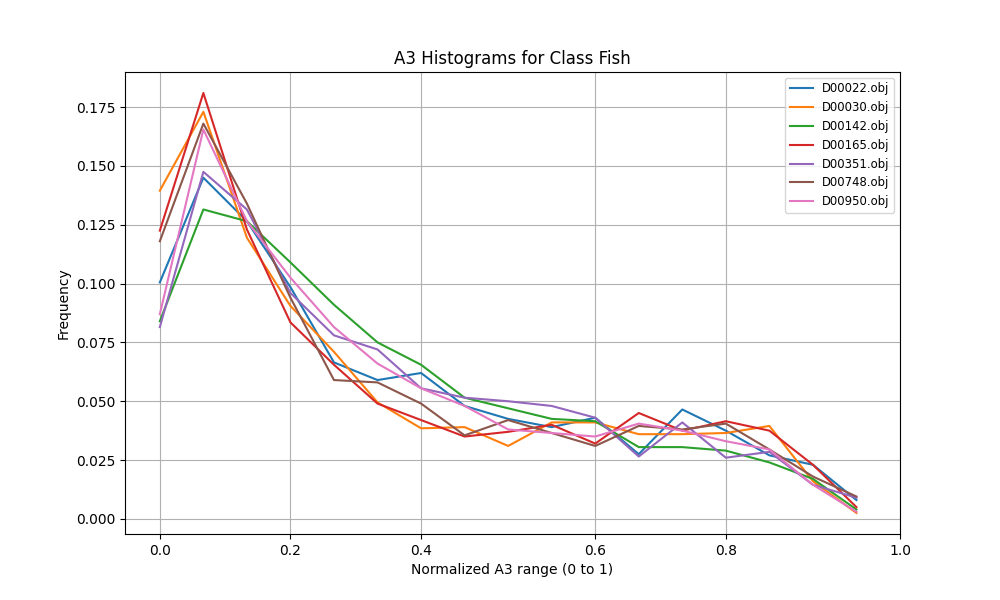 A3 Histograms for Class Fish
D00022.obj
D00030.obj
D00142.obj
D00165.obj
D00351.obj
D00748.obj
D00950.obj
Frequency
0.175
0.150
0.125
0.100
0.075
0.050
0.025
0.000
0.0 0.2 0.4 0.6 0.8 1.0
Normalized A3 range (0 to 1)